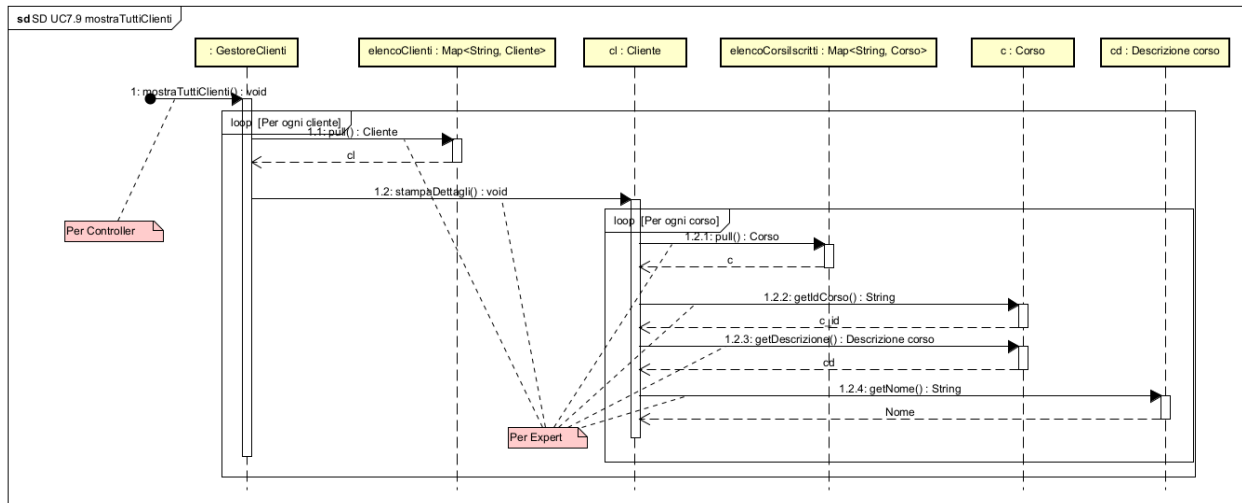 sd SD UC7.9 mostraTuttiClienti
: GestoreClienti
elencoClienti : Map<String, Cliente>
cl : Cliente
elencoCorsiIscritti : Map<String, Corso>
c : Corso
cd : Descrizione corso
1: mostraTuttiClienti() : void
loop [Per ogni cliente]
1.1: pull() : Cliente
cl
1.2: stampaDettagli() : void
Per Controller
loop [Per ogni corso]
1.2.1: pull() : Corso
c
1.2.2: getIdCorso() : String
c_id
1.2.3: getDescrizione() : Descrizione corso
cd
1.2.4: getNome() : String
Nome
Per Expert